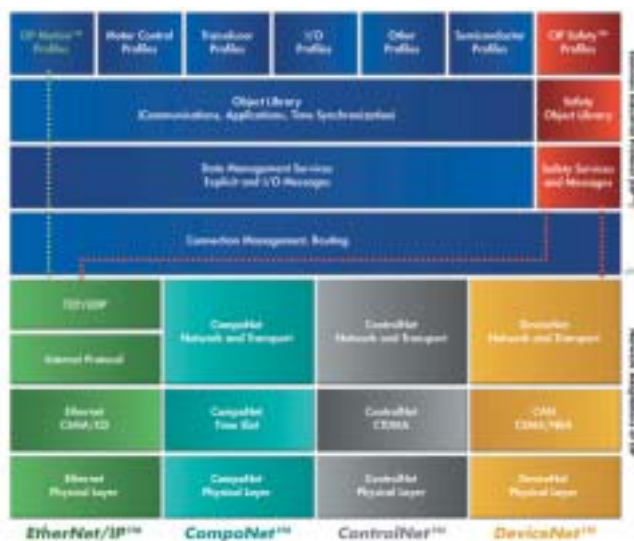 CIP Motion™
Profiles
Motor Control
Profiles
Transducer
Profiles
I/O
Profiles
Other
Profiles
Semiconductor
Profiles
CIP Safety™
Profiles
Object Library
(Communications, Applications, Time Synchronization)
Safety
Object Library
Data Management Services
Explicit and I/O Messages
Safety Services
and Messages
Connection Management, Routing
TCP/UDP
Internet Protocol
CompoNet
Network and Transport
ControlNet
Network and Transport
DeviceNet
Network and Transport
Ethernet
CSMA/CD
CompoNet
Time Slot
ControlNet
CTDMA
CAN
CSMA/NBA
Ethernet
Physical Layer
CompoNet
Physical Layer
ControlNet
Physical Layer
DeviceNet
Physical Layer
EtherNet/IP™
CompoNet™
ControlNet™
DeviceNet™